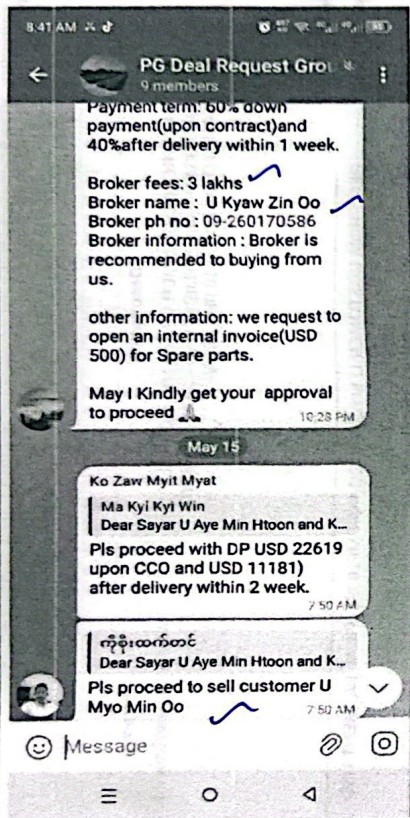 8:41 AM
PG Deal Request Grou
9 members
Payment term: 60% down
payment(upon contract)and
40%after delivery within 1 week.
Broker fees: 3 lakhs
Broker name : U Kyaw Zin Oo
Broker ph no : 09-260170586
Broker information : Broker is
recommended to buying from
us.
other information: we request to
open an internal invoice(USD
500) for Spare parts.
May I Kindly get your approval
to proceed 🙏
10:28 PM
May 15
Ko Zaw Myit Myat
Ma Kyi Kyi Win
Dear Sayar U Aye Min Htoon and K...
Pls proceed with DP USD 22619
upon CCO and USD 11181)
after delivery within 2 week.
7:50 AM
ကိုစိုးထက်တင်
Dear Sayar U Aye Min Htoon and K...
Pls proceed to sell customer U
Myo Min Oo
7:50 AM
Message